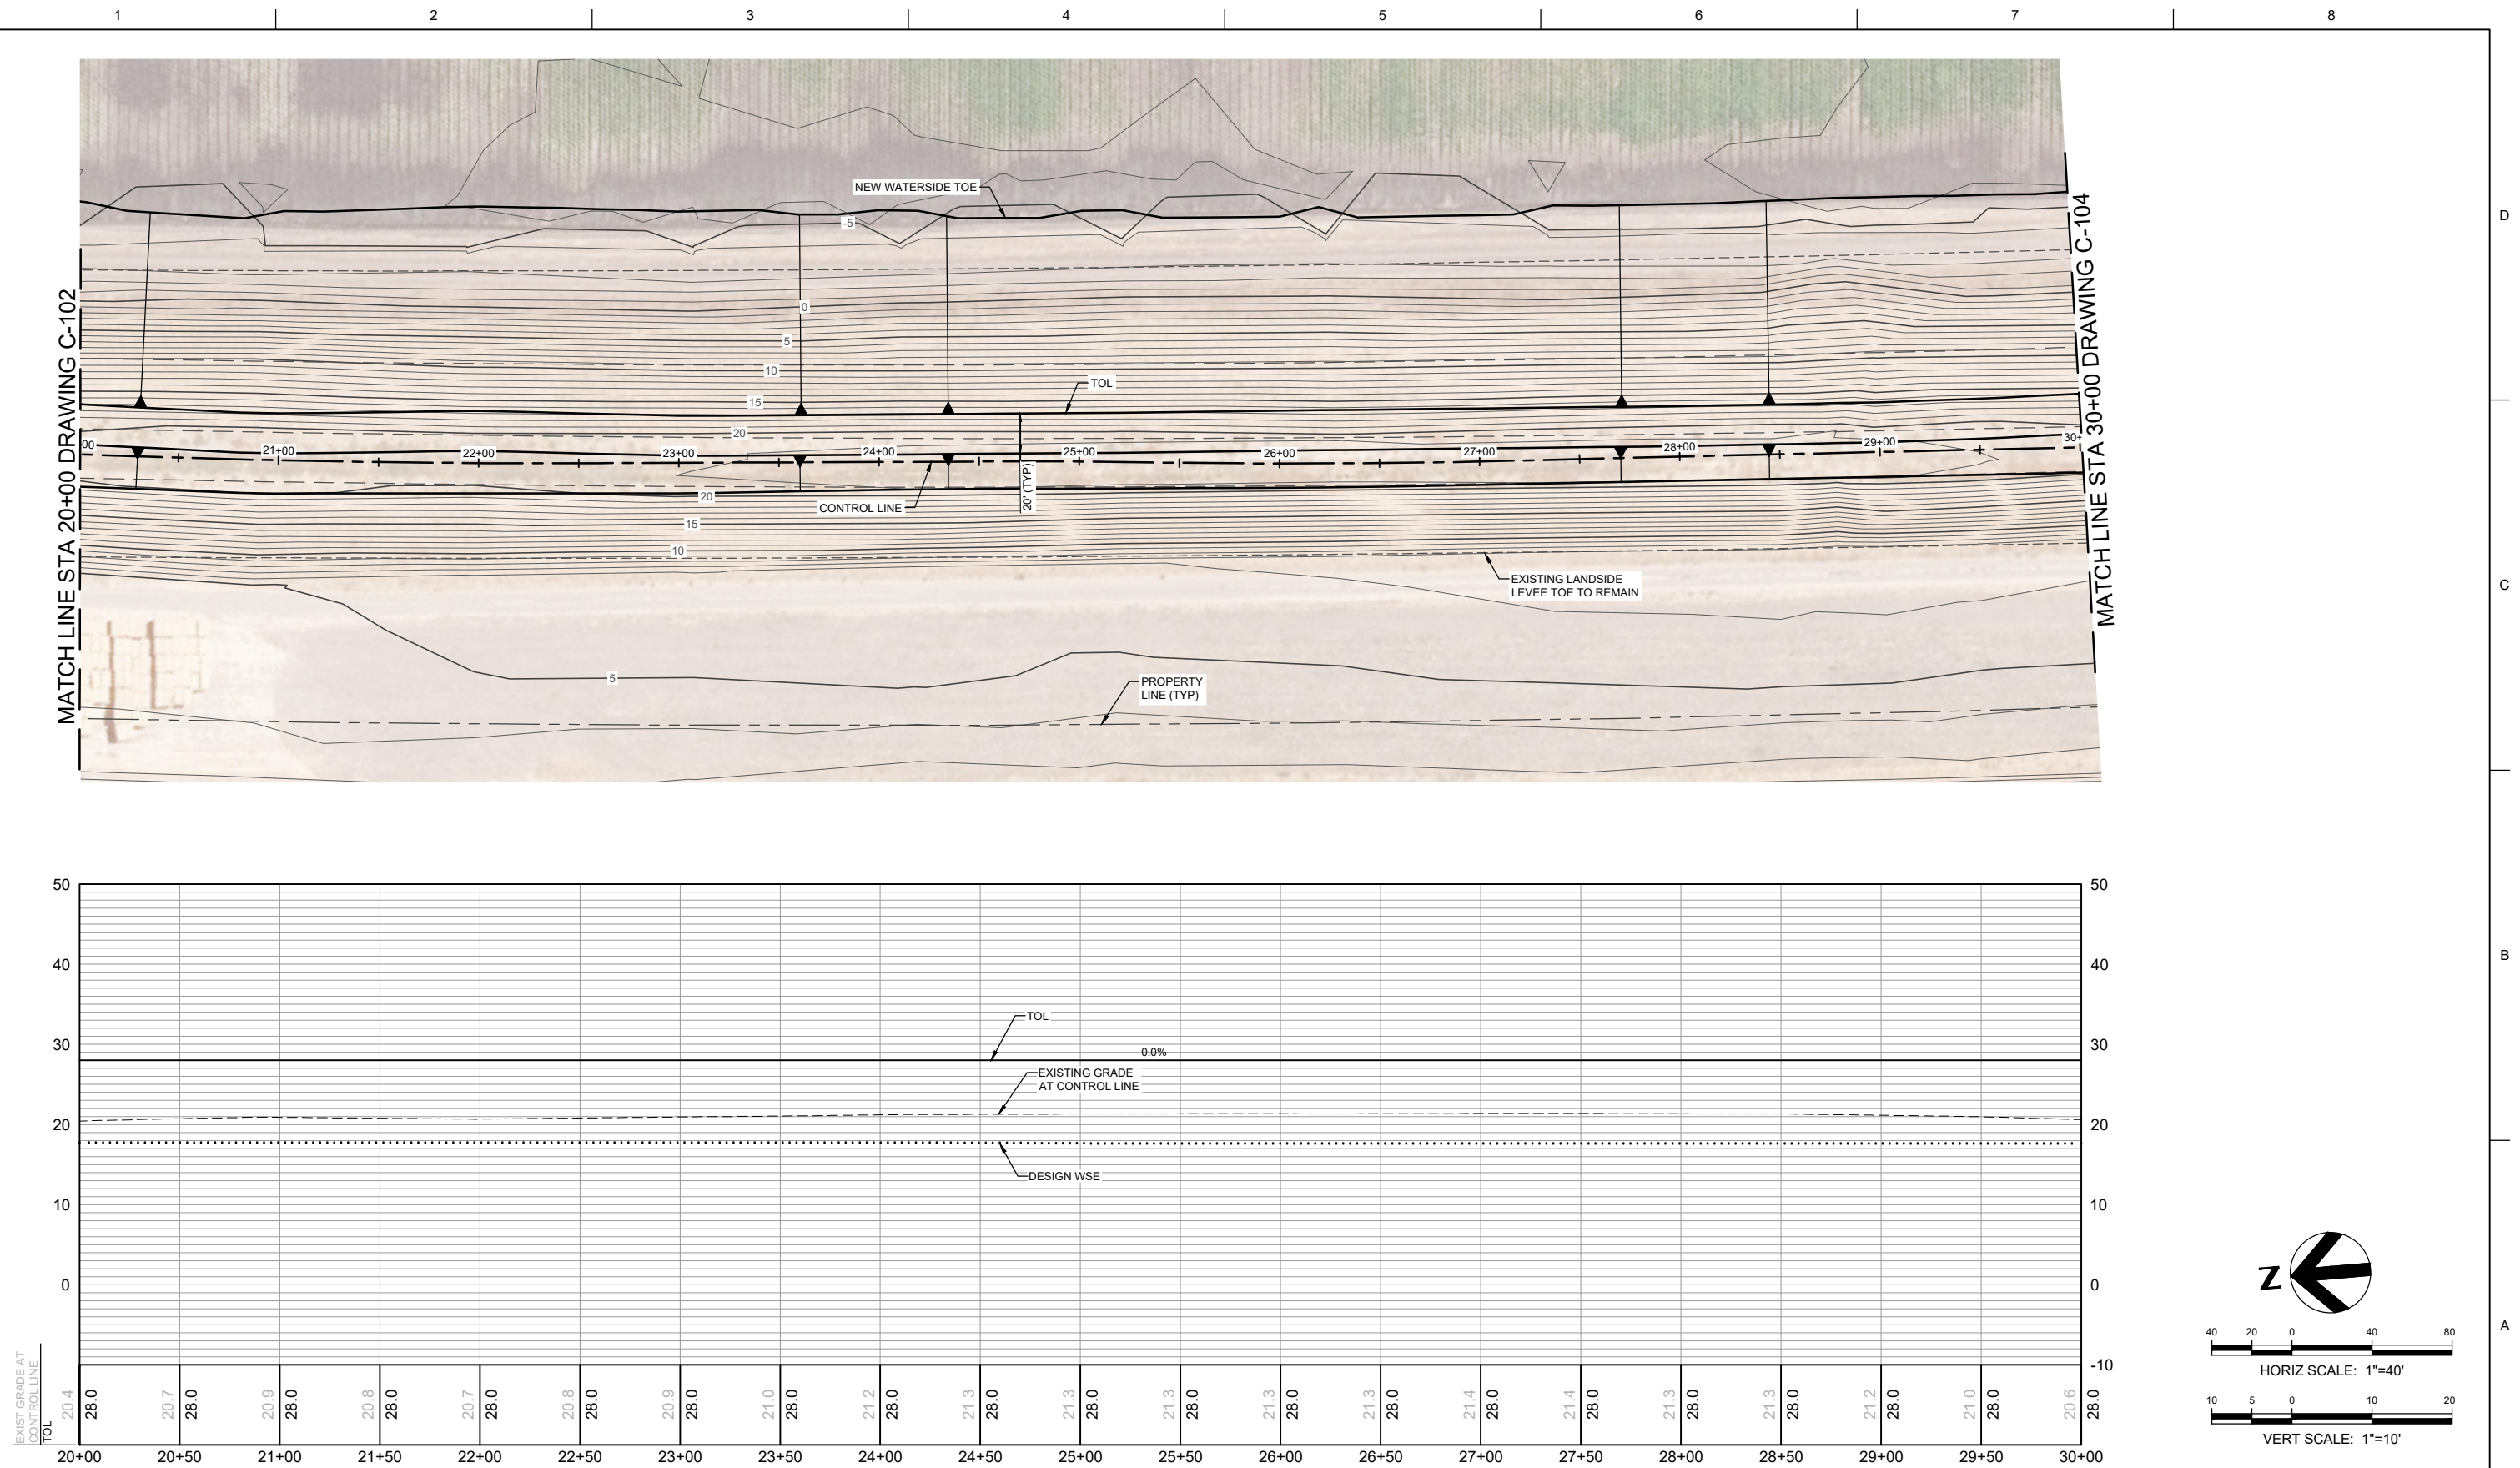 1 2 3 4 5 6 7 8
D
C
B
A
NEW WATERSIDE TOE
-5
0
5
10
15
TOL
20
00 21+00 22+00 23+00 24+00 25+00 26+00 27+00 28+00 29+00 30+
20' (TYP)
20
CONTROL LINE
15
10
EXISTING LANDSIDE
LEVEE TOE TO REMAIN
5
PROPERTY
LINE (TYP)
MATCH LINE STA 20+00 DRAWING C-102
MATCH LINE STA 30+00 DRAWING C-104
50 50
40 40
TOL
30 30
0.0%
EXISTING GRADE
AT CONTROL LINE
20 20
DESIGN WSE
10 10
0 0
-10
EXIST GRADE AT
CONTROL LINE
TOL
20.4 20.7 20.9 20.8 20.7 20.8 20.9 21.0 21.2 21.3 21.3 21.3 21.3 21.3 21.4 21.4 21.3 21.3 21.2 21.0 20.6
28.0 28.0 28.0 28.0 28.0 28.0 28.0 28.0 28.0 28.0 28.0 28.0 28.0 28.0 28.0 28.0 28.0 28.0 28.0 28.0 28.0
20+00 20+50 21+00 21+50 22+00 22+50 23+00 23+50 24+00 24+50 25+00 25+50 26+00 26+50 27+00 27+50 28+00 28+50 29+00 29+50 30+00
Z
40 20 0 40 80
HORIZ SCALE: 1"=40'
10 5 0 10 20
VERT SCALE: 1"=10'